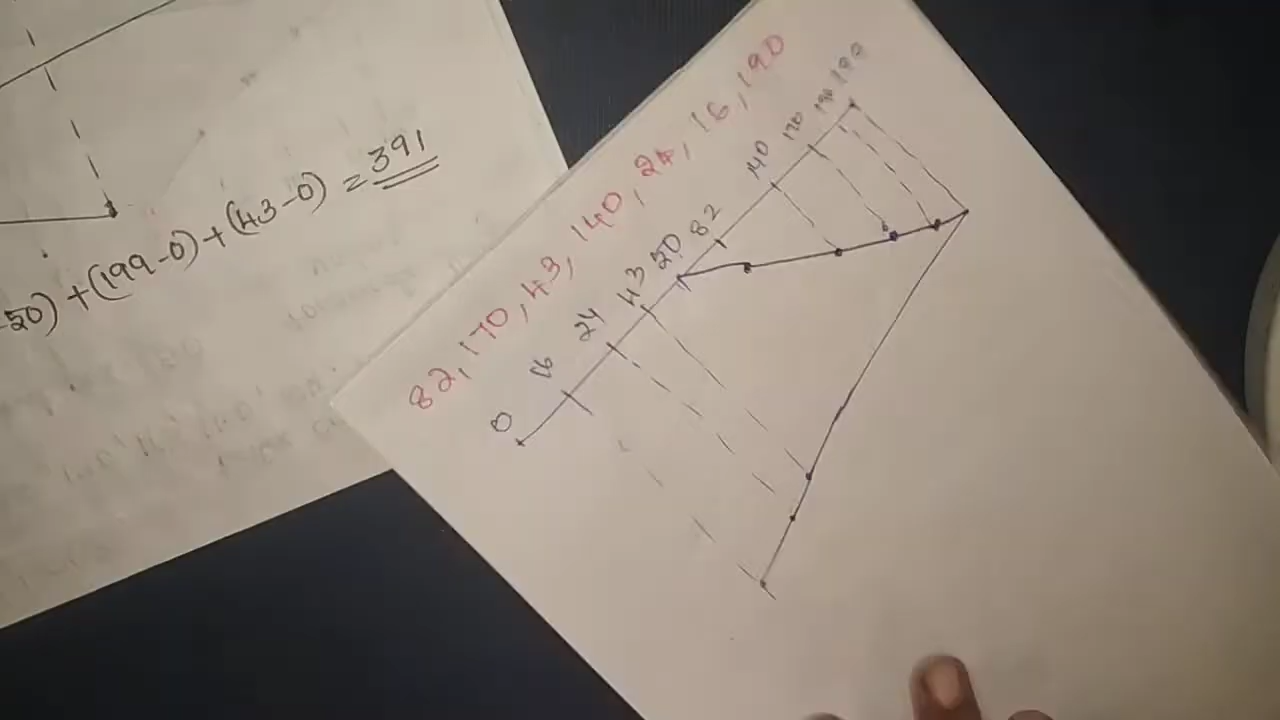 -50) + (199-0) + (43-0) = 391
82, 170, 43, 140, 24, 16, 190
0 16 24 43 50 82 140 170 190 199